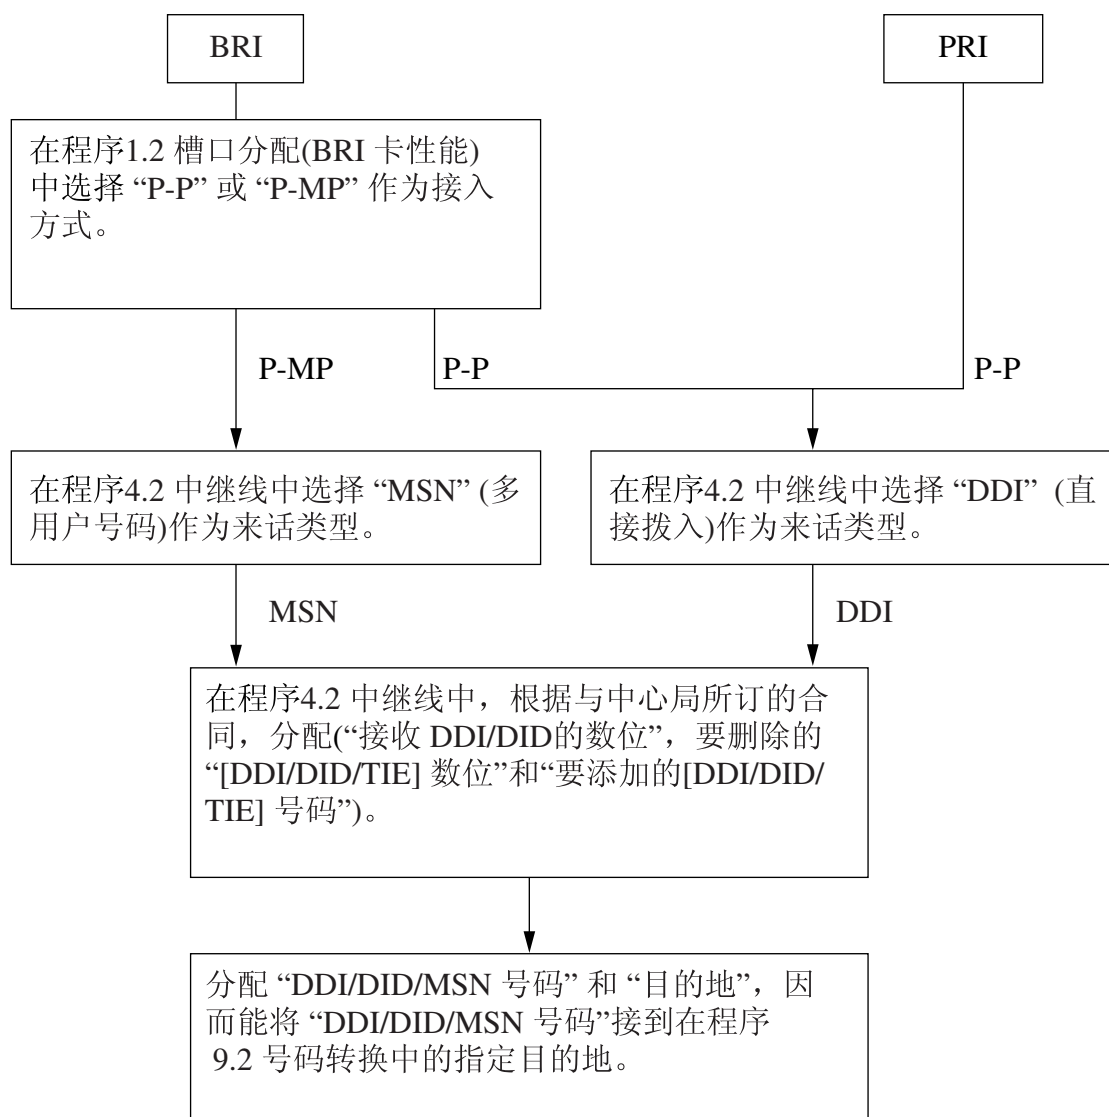 BRI
PRI
在程序1.2 槽口分配(BRI 卡性能)
中选择 “P-P” 或 “P-MP” 作为接入
方式。
P-MP
P-P
P-P
在程序4.2 中继线中选择 “MSN” (多
用户号码)作为来话类型。
在程序4.2 中继线中选择 “DDI” (直
接拨入)作为来话类型。
MSN
DDI
在程序4.2 中继线中，根据与中心局所订的合
同，分配(“接收 DDI/DID的数位”，要删除的
“[DDI/DID/TIE] 数位”和“要添加的[DDI/DID/
TIE] 号码”)。
分配 “DDI/DID/MSN 号码” 和 “目的地”，因
而能将 “DDI/DID/MSN 号码”接到在程序
9.2 号码转换中的指定目的地。